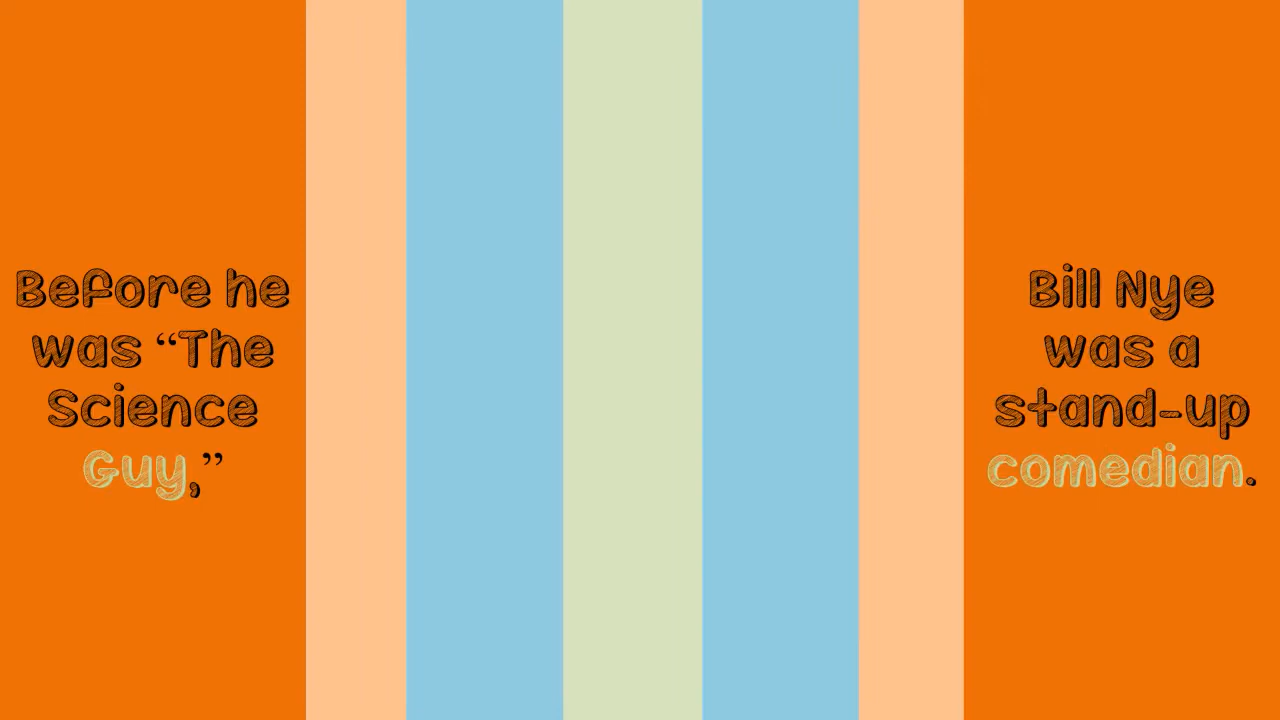 Before he
was “The
Science
Guy,”
Bill Nye
was a
stand-up
comedian.